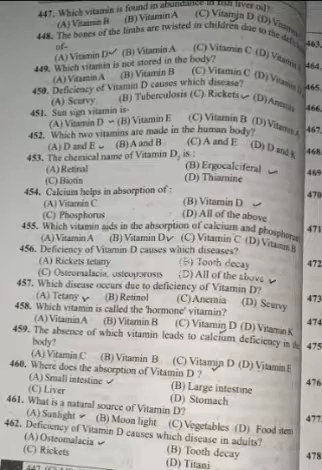 447. Which vitamin is found in abundance in fish liver oil?
(A) Vitamin B (B) Vitamin A (C) Vitamin D (D)
448. The bones of the limbs are twisted in children due to the
of-
(A) Vitamin D (B) Vitamin A (C) Vitamin C (D) Vitamin
449. Which vitamin is not stored in the body?
(A) Vitamin A (B) Vitamin B (C) Vitamin C (D) Vitamin
450. Deficiency of Vitamin D causes which disease?
(A) Scurvy (B) Tuberculosis (C) Rickets (D) Anemia
451. Sun sign vitamin is-
(A) Vitamin D (B) Vitamin E (C) Vitamin B (D) Vitamin A
452. Which two vitamins are made in the human body?
(A) D and E (B) A and B (C) A and E (D) D and K
453. The chemical name of Vitamin D₂ is :
(A) Retinal (B) Ergocalciferal
(C) Biotin (D) Thiamine
454. Calcium helps in absorption of :
(A) Vitamin C (B) Vitamin D
(C) Phosphorus (D) All of the above
455. Which vitamin aids in the absorption of calcium and phosphorus
(A) Vitamin A (B) Vitamin D (C) Vitamin C (D) Vitamin B
456. Deficiency of Vitamin D causes which diseases?
(A) Rickets tetany (B) Tooth decay
(C) Osteomalacia, osteoporosis (D) All of the above
457. Which disease occurs due to deficiency of Vitamin D?
(A) Tetany (B) Retinol (C) Anemia (D) Scurvy
458. Which vitamin is called the 'hormone' vitamin?
(A) Vitamin A (B) Vitamin B (C) Vitamin D (D) Vitamin K
459. The absence of which vitamin leads to calcium deficiency in the
body?
(A) Vitamin C (B) Vitamin B (C) Vitamin D (D) Vitamin E
460. Where does the absorption of Vitamin D ?
(A) Small intestine (B) Large intestine
(C) Liver (D) Stomach
461. What is a natural source of Vitamin D?
(A) Sunlight (B) Moon light (C) Vegetables (D) Food item
462. Deficiency of Vitamin D causes which disease in adults?
(A) Osteomalacia (B) Tooth decay
(C) Rickets (D) Titani
463.
464.
465.
466.
467.
468
469
470
471
472
473
474
475
476
477
478